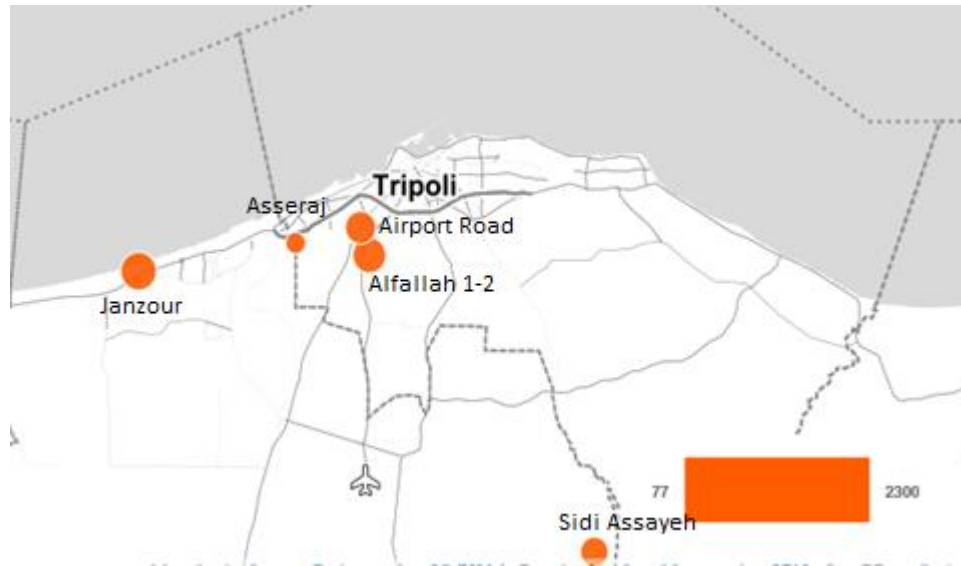 Tripoli
Asseraj
Airport Road
Alfallah 1-2
Janzour
77
2300
Sidi Assayeh